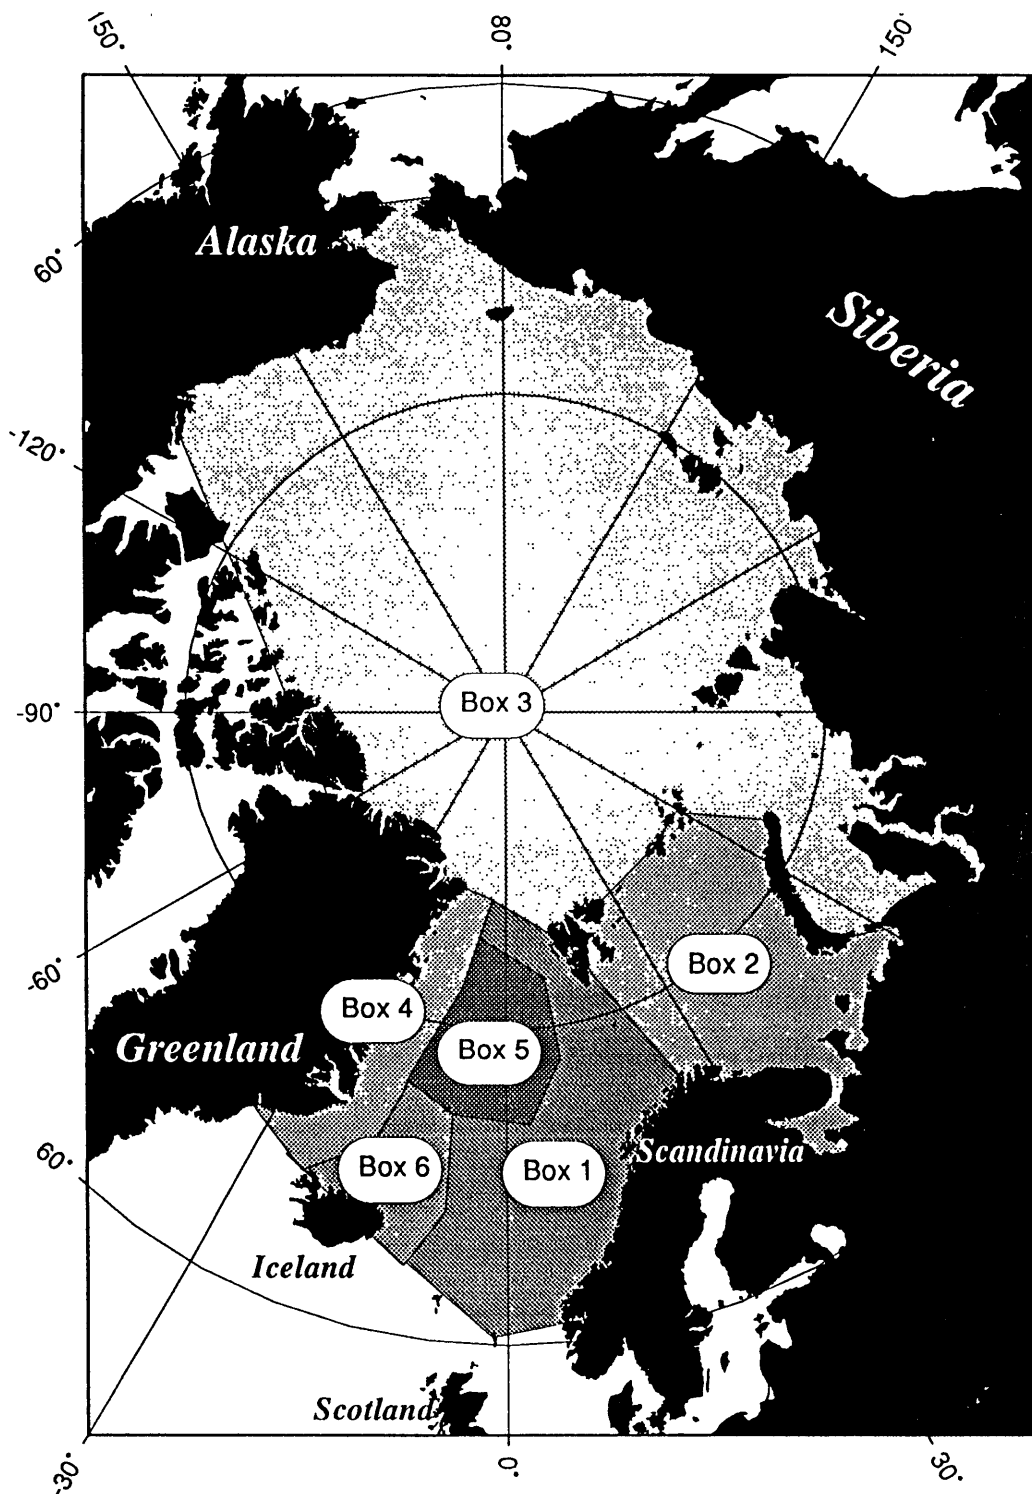 150°
.08
150°
Alaska
60°
Siberia
-120°
-90°
Box 3
-60°
Box 2
Box 4
Greenland
Box 5
60°
Scandinavia
Box 6
Box 1
Iceland
Scotland
-30°
0°
30°